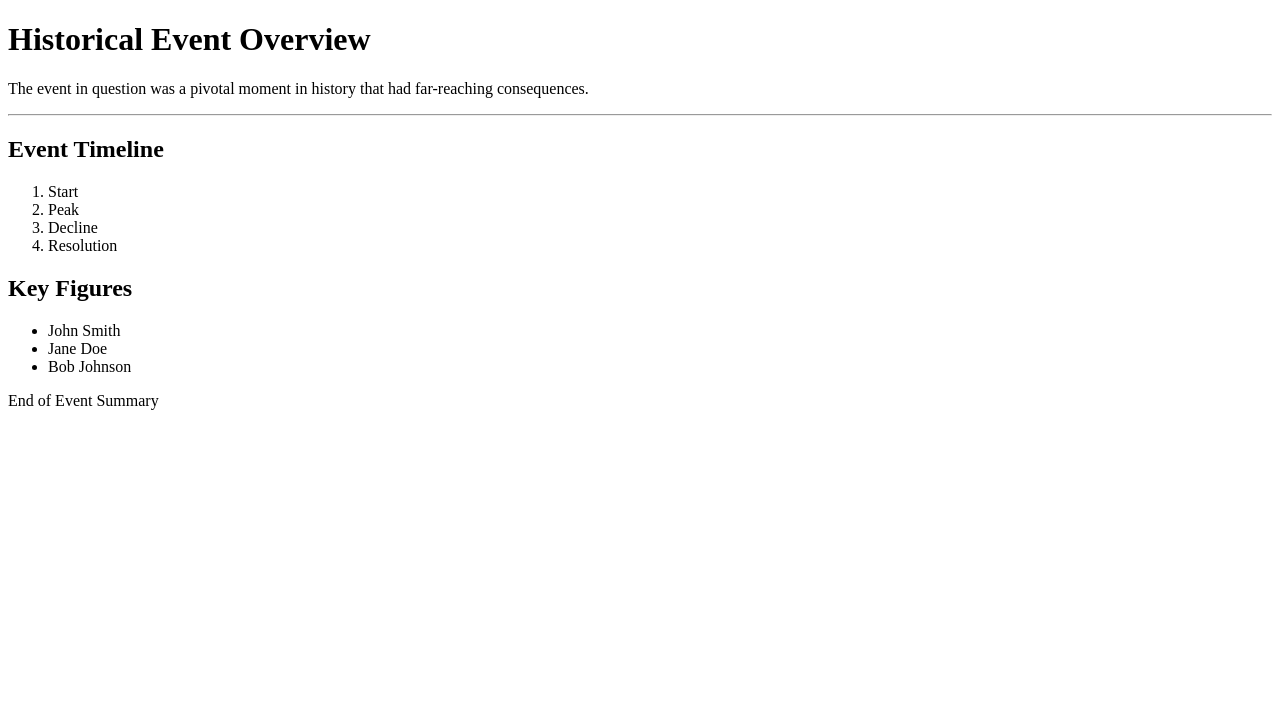 Historical Event Overview
The event in question was a pivotal moment in history that had far-reaching consequences.
Event Timeline
1. Start
2. Peak
3. Decline
4. Resolution
Key Figures
• John Smith
• Jane Doe
• Bob Johnson
End of Event Summary